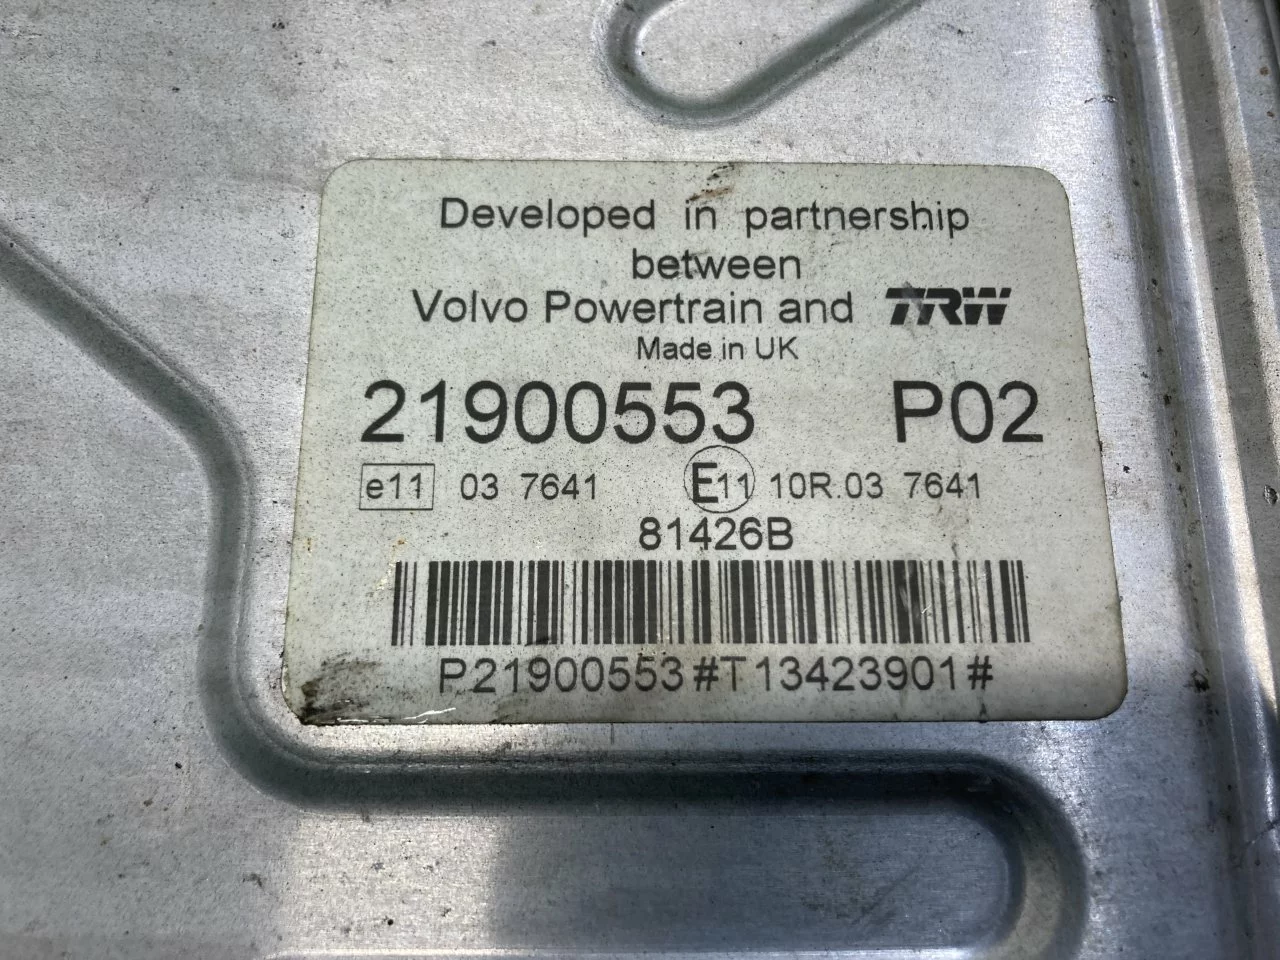 Developed in partnership
between
Volvo Powertrain and TRW
Made in UK
21900553 P02
e11 03 7641 E11 10R.03 7641
81426B
P21900553#T13423901#